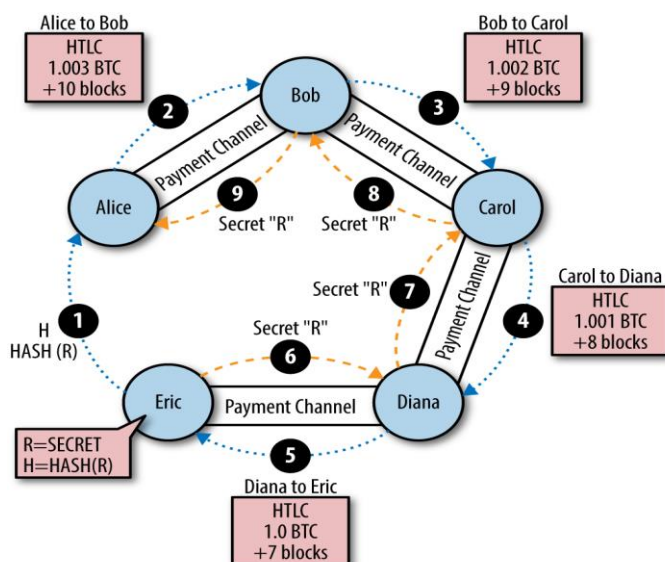 Alice to Bob
HTLC
1.003 BTC
+10 blocks
Bob to Carol
HTLC
1.002 BTC
+9 blocks
2
Bob
3
Payment Channel
Payment Channel
9
8
Alice
Secret "R"
Secret "R"
Carol
1
H
HASH (R)
Secret "R"
7
Payment Channel
4
Carol to Diana
HTLC
1.001 BTC
+8 blocks
Secret "R"
6
Eric
Payment Channel
Diana
R=SECRET
H=HASH(R)
5
Diana to Eric
HTLC
1.0 BTC
+7 blocks